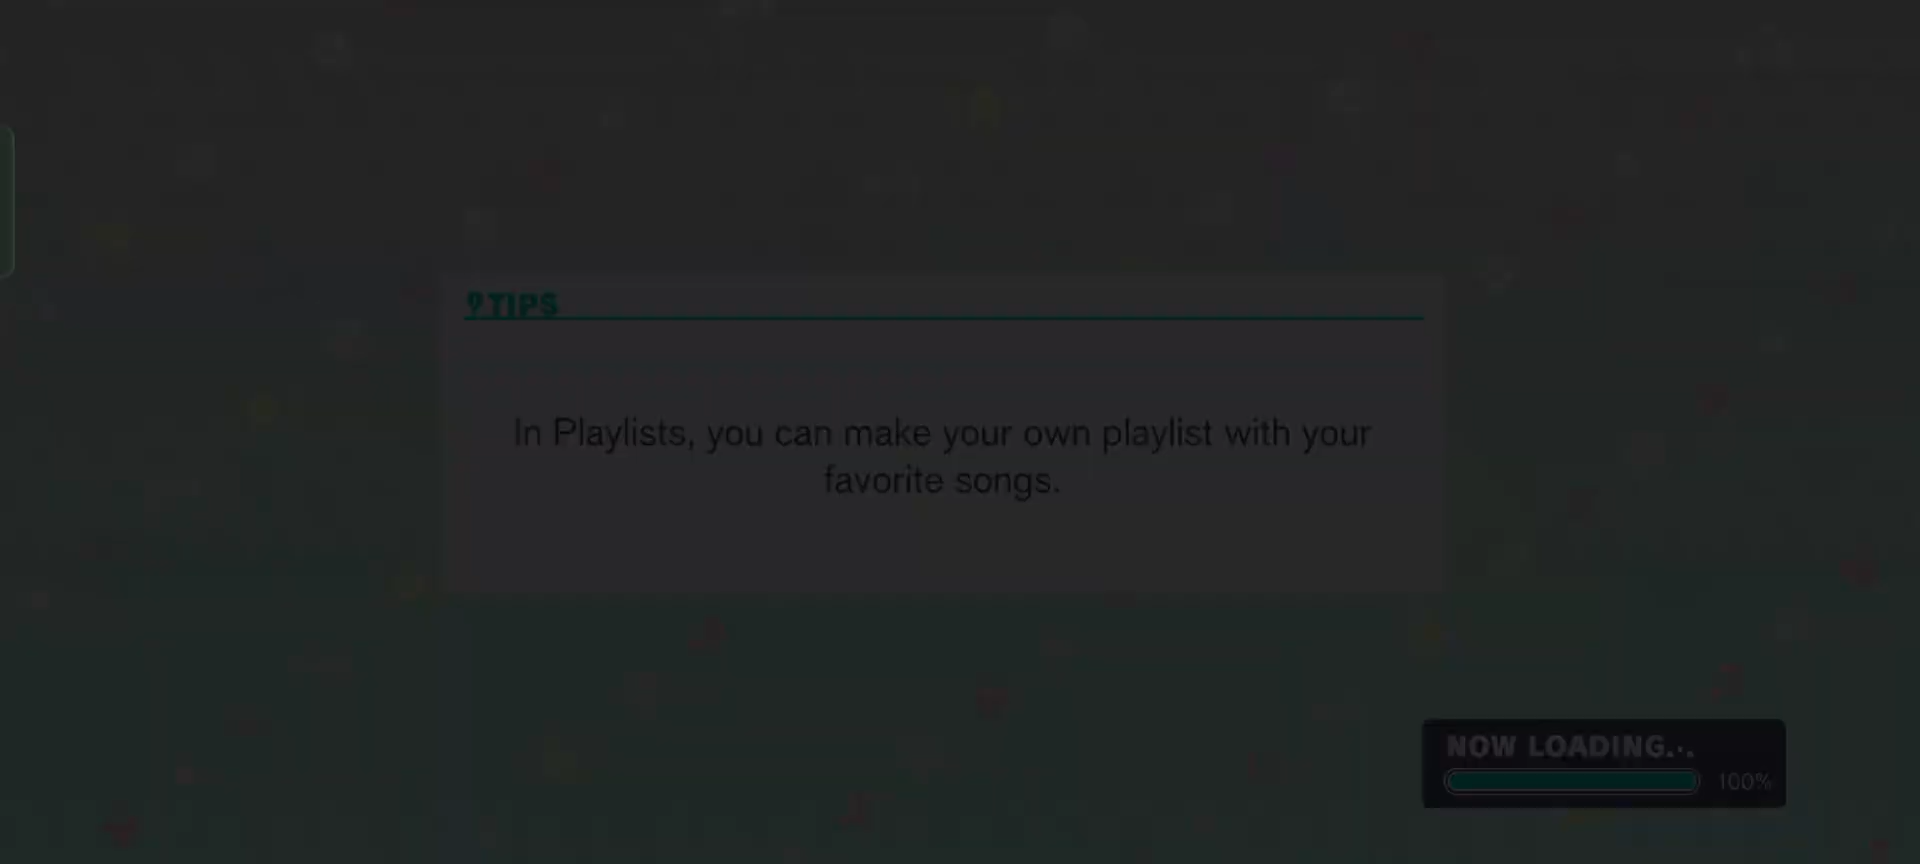 TIPS
In Playlists, you can make your own playlist with your
favorite songs.
NOW LOADING...
100%